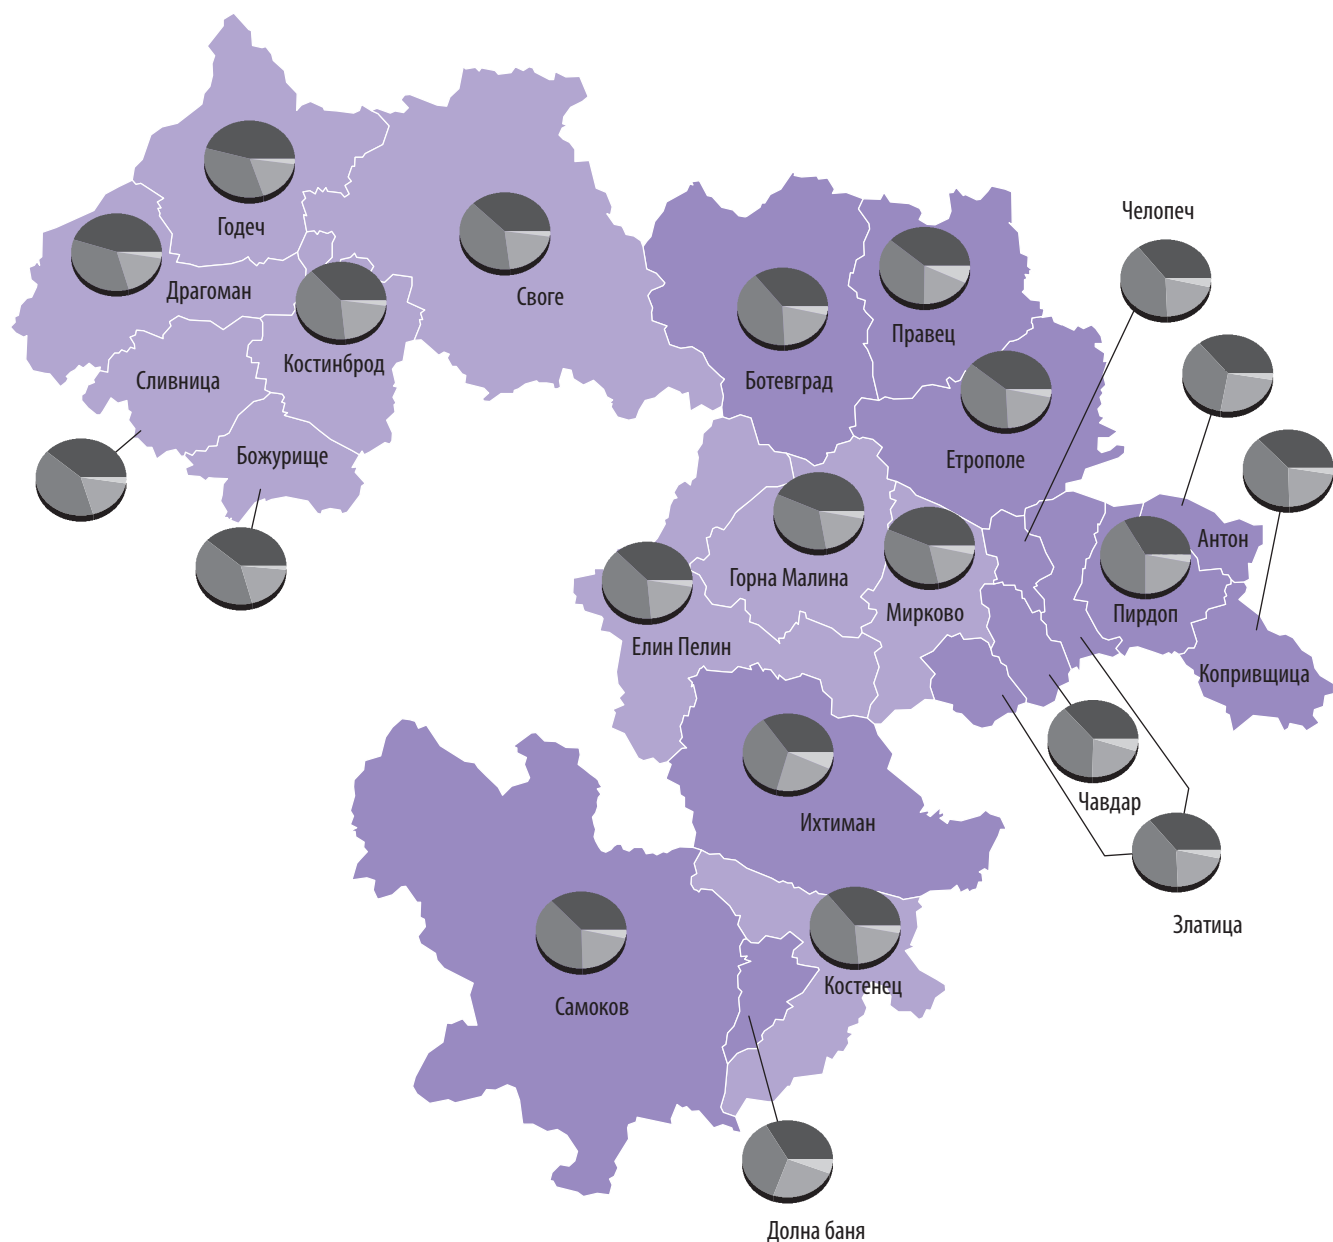 Челопеч
Годеч
Драгоман
Своге
Правец
Костинброд
Сливница
Ботевград
Божурище
Етрополе
Антон
Горна Малина
Мирково
Пирдоп
Елин Пелин
Копривщица
Чавдар
Ихтиман
Златица
Костенец
Самоков
Долна баня